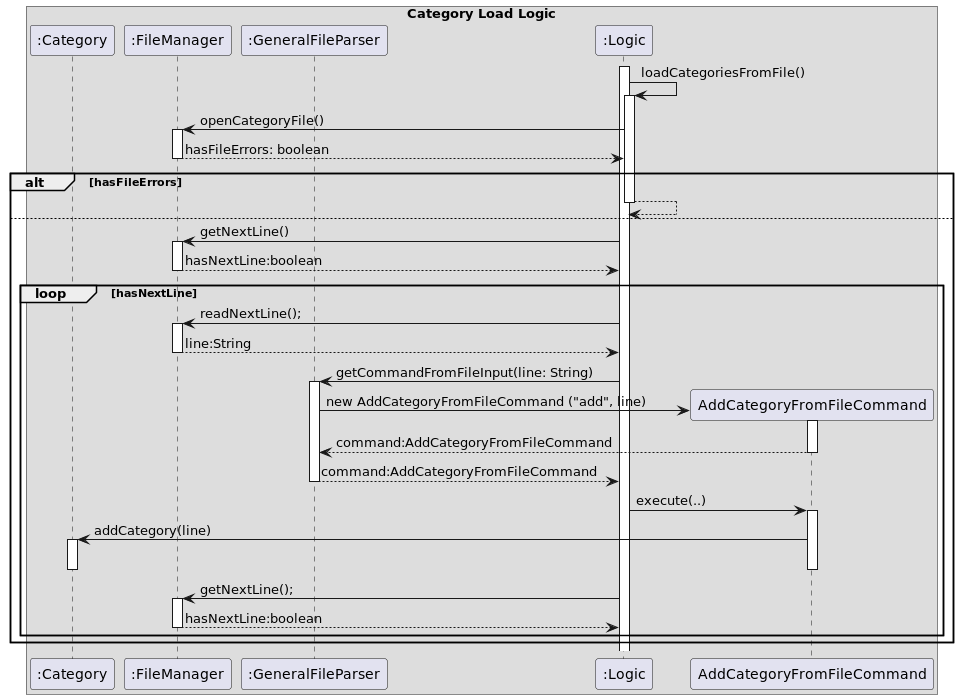 Category Load Logic
:Category
:FileManager
:GeneralFileParser
:Logic
loadCategoriesFromFile()
openCategoryFile()
hasFileErrors: boolean
alt
[hasFileErrors]
getNextLine()
hasNextLine:boolean
loop
[hasNextLine]
readNextLine();
line:String
getCommandFromFileInput(line: String)
new AddCategoryFromFileCommand ("add", line)
AddCategoryFromFileCommand
command:AddCategoryFromFileCommand
command:AddCategoryFromFileCommand
execute(..)
addCategory(line)
getNextLine();
hasNextLine:boolean
:Category
:FileManager
:GeneralFileParser
:Logic
AddCategoryFromFileCommand